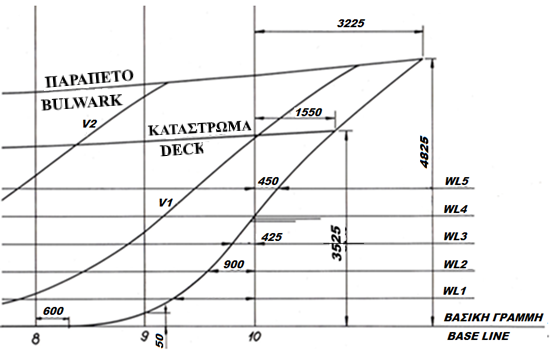 3225
ΠΑΡΑΠΕΤΟ
BULWARK
V2
ΚΑΤΑΣΤΡΩΜΑ
DECK
1550
4825
450
WL5
V1
WL4
3525
425
WL3
900
WL2
WL1
600
50
ΒΑΣΙΚΗ ΓΡΑΜΜΗ
8
9
10
BASE LINE